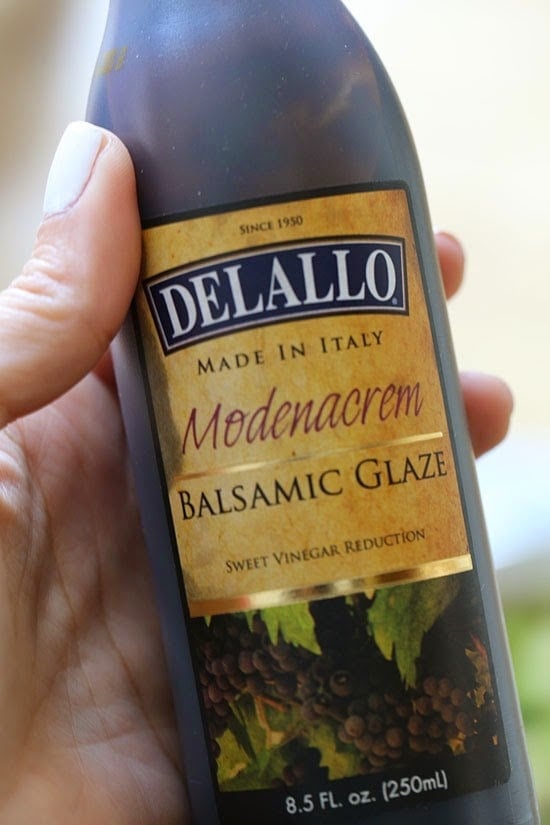 SINCE 1950
DELALLO®
MADE IN ITALY
Modenacrem
BALSAMIC GLAZE
SWEET VINEGAR REDUCTION
8.5 FL. oz. (250mL)